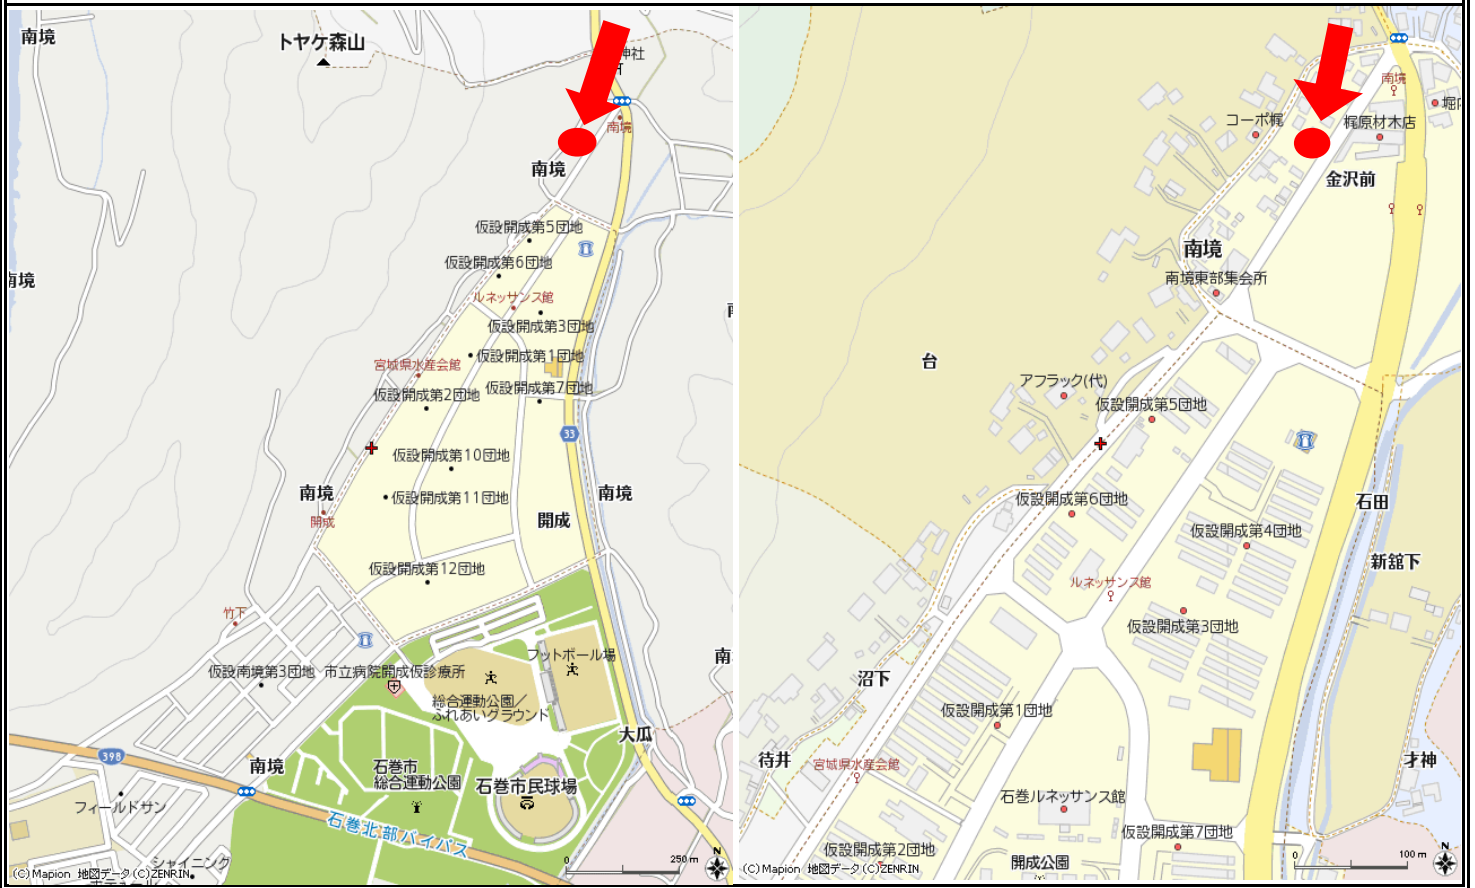 南境
トヤケ森山
神社
南境
南境
仮設開成第5団地
仮設開成第6団地
ルネッサンス館
仮設開成第3団地
仮設開成第1団地
宮城県水産会館
仮設開成第7団地
仮設開成第2団地
33
仮設開成第10団地
南境
仮設開成第11団地
南境
開成
開成
仮設開成第12団地
竹下
フットボール場
仮設南境第3団地
市立病院開成仮診療所
総合運動公園/
ふれあいグラウンド
大瓜
398
南境
石巻市
総合運動公園
石巻市民球場
フィールドサン
石巻北部バイパス
シャイニング
0 250 m
N
(C)Mapion 地図データ(C)ZENRIN
南境
コーポ梶
梶原材木店
金沢前
南境
南境東部集会所
台
アフラック(代)
仮設開成第5団地
仮設開成第6団地
石田
仮設開成第4団地
新舘下
ルネッサンス館
仮設開成第3団地
沼下
仮設開成第1団地
待井
宮城県水産会館
才神
石巻ルネッサンス館
仮設開成第7団地
仮設開成第2団地
開成公園
0 100 m
N
(C)Mapion 地図データ(C)ZENRIN